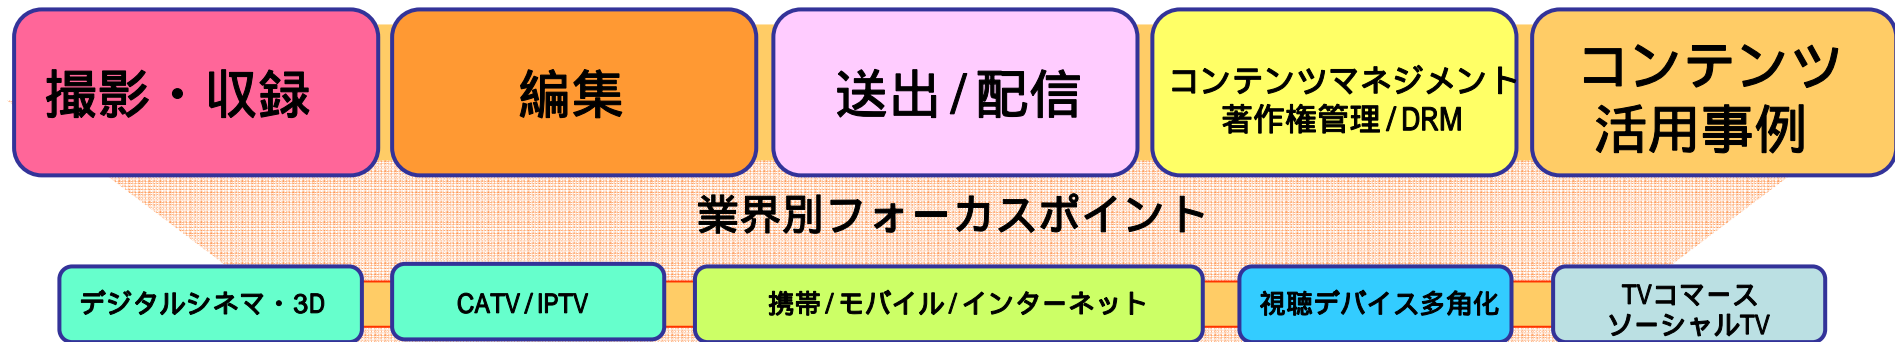 撮影・収録
編集
送出/配信
コンテンツマネジメント
著作権管理/DRM
コンテンツ
活用事例
業界別フォーカスポイント
デジタルシネマ・3D
CATV/IPTV
携帯/モバイル/インターネット
視聴デバイス多角化
TVコマース
ソーシャルTV